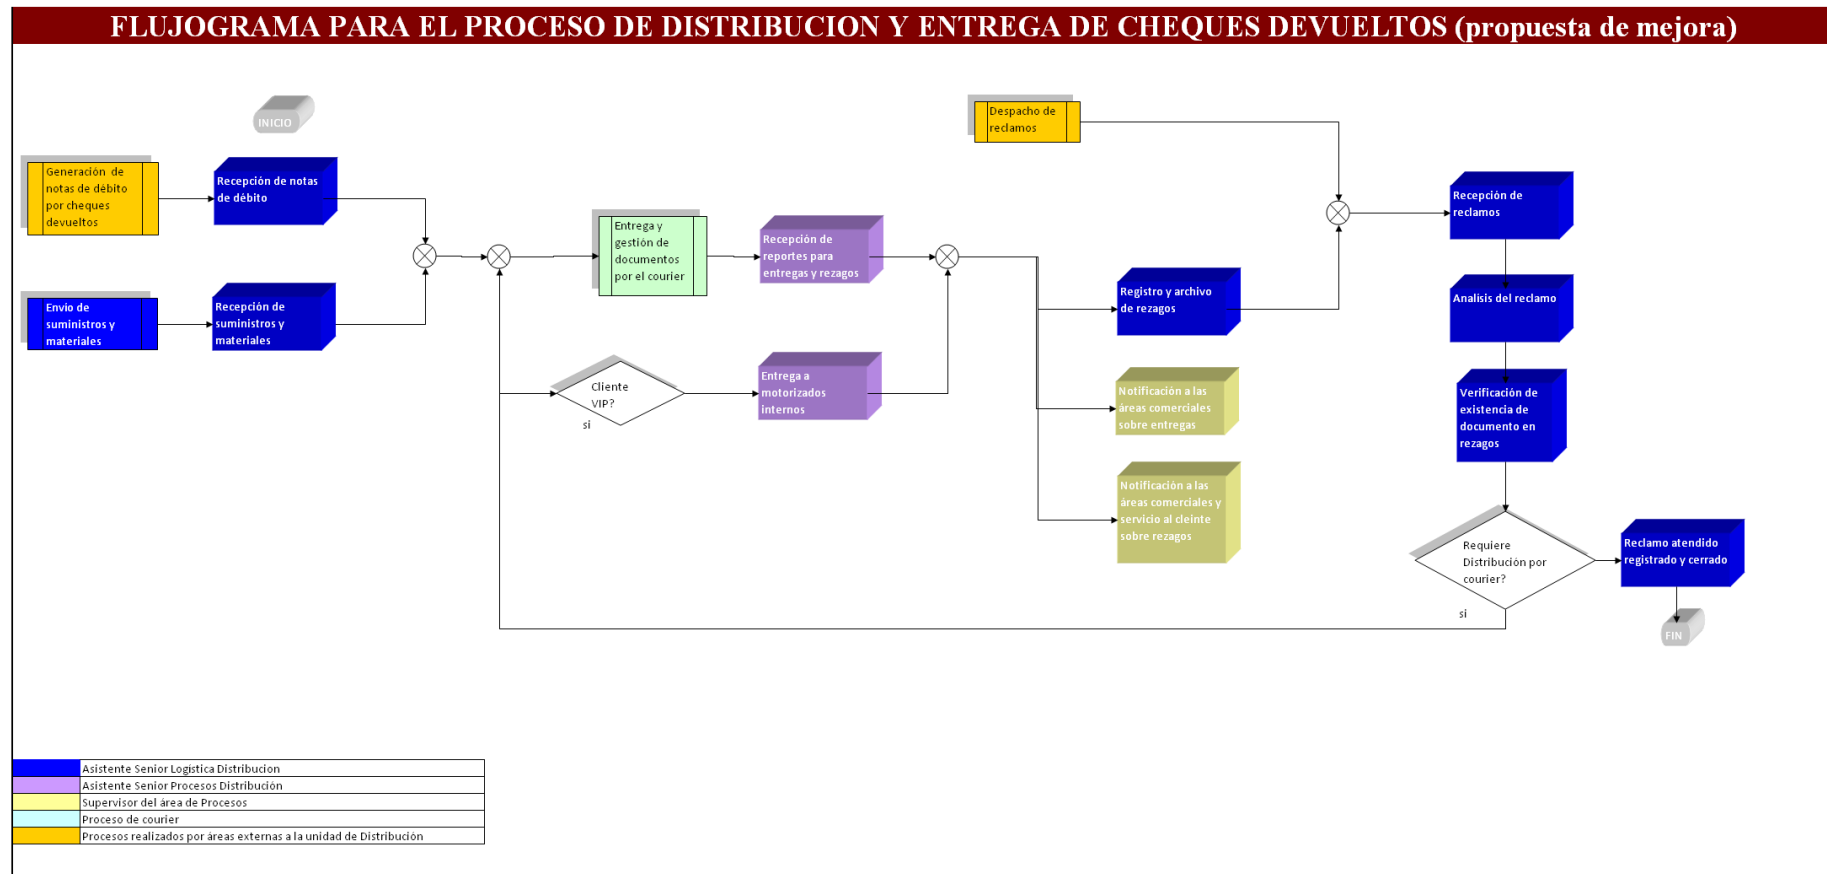 FLUJOGRAMA PARA EL PROCESO DE DISTRIBUCION Y ENTREGA DE CHEQUES DEVUELTOS (propuesta de mejora)
INICIO
Generación de
notas de débito
por cheques
devueltos
Recepción de notas
de débito
Envío de
suministros y
materiales
Recepción de
suministros y
materiales
Entrega y
gestión de
documentos
por el courier
Recepción de
reportes para
entregas y rezagos
Cliente
VIP?
sí
Entrega a
motorizados
internos
Despacho de
reclamos
Registro y archivo
de rezagos
Notificación a las
áreas comerciales
sobre entregas
Notificación a las
áreas comerciales y
servicio al cleinte
sobre rezagos
Recepción de
reclamos
Analisis del reclamo
Verificación de
existencia de
documento en
rezagos
Requiere
Distribución por
courier?
si
Reclamo atendido
registrado y cerrado
FIN
Asistente Senior Logística Distribucion
Asistente Senior Procesos Distribución
Supervisor del área de Procesos
Proceso de courier
Procesos realizados por áreas externas a la unidad de Distribución